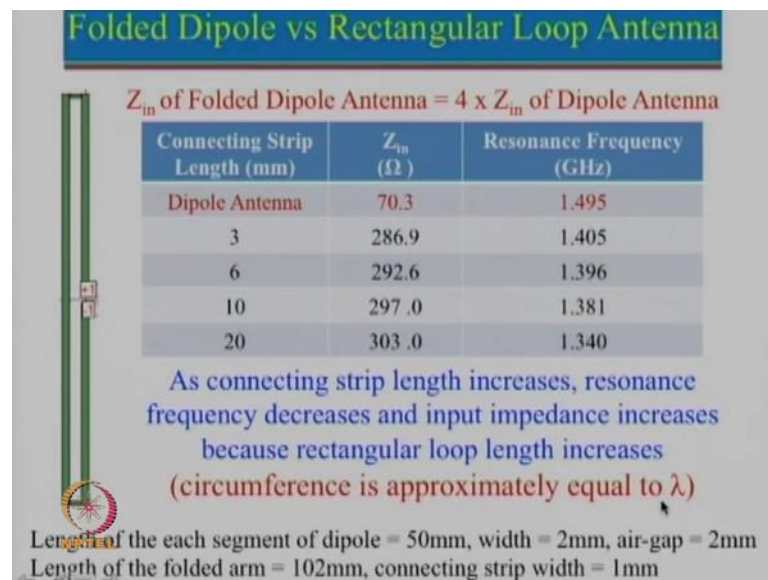 Folded Dipole vs Rectangular Loop Antenna
Zin of Folded Dipole Antenna = 4 x Zin of Dipole Antenna
Connecting Strip Length (mm) Zin (Ω ) Resonance Frequency (GHz)
Dipole Antenna 70.3 1.495
3 286.9 1.405
6 292.6 1.396
10 297 .0 1.381
20 303 .0 1.340
+1
-1
As connecting strip length increases, resonance
frequency decreases and input impedance increases
because rectangular loop length increases
(circumference is approximately equal to λ)
NPTEL
Length of the each segment of dipole = 50mm, width = 2mm, air-gap = 2mm
Length of the folded arm = 102mm, connecting strip width = 1mm